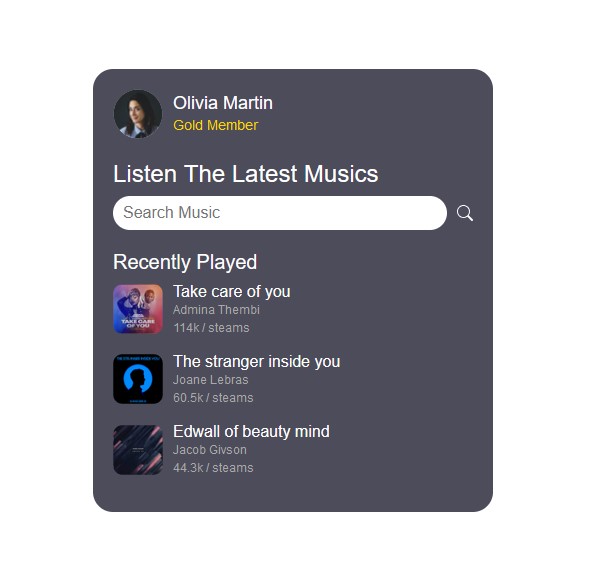 Olivia Martin
Gold Member
Listen The Latest Musics
Search Music
Recently Played
Take care of you
Admina Thembi
114k / steams
TAKE CARE
OF YOU
The stranger inside you
Joane Lebras
60.5k / steams
THE STRANGER INSIDE YOU
Edwall of beauty mind
Jacob Givson
44.3k / steams